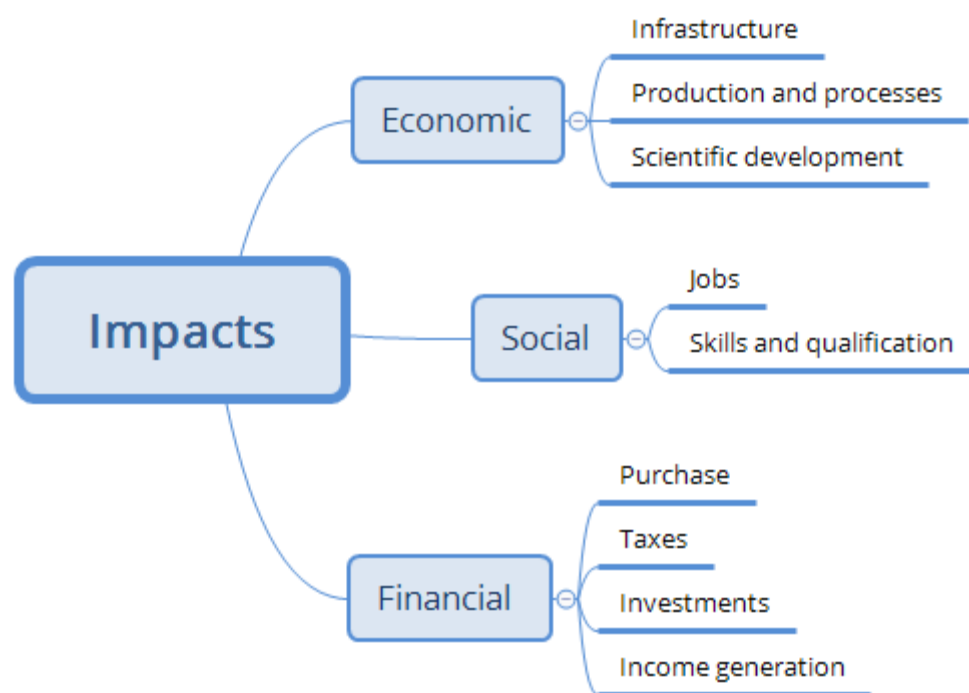 Impacts
Economic
Infrastructure
Production and processes
Scientific development
Social
Jobs
Skills and qualification
Financial
Purchase
Taxes
Investments
Income generation